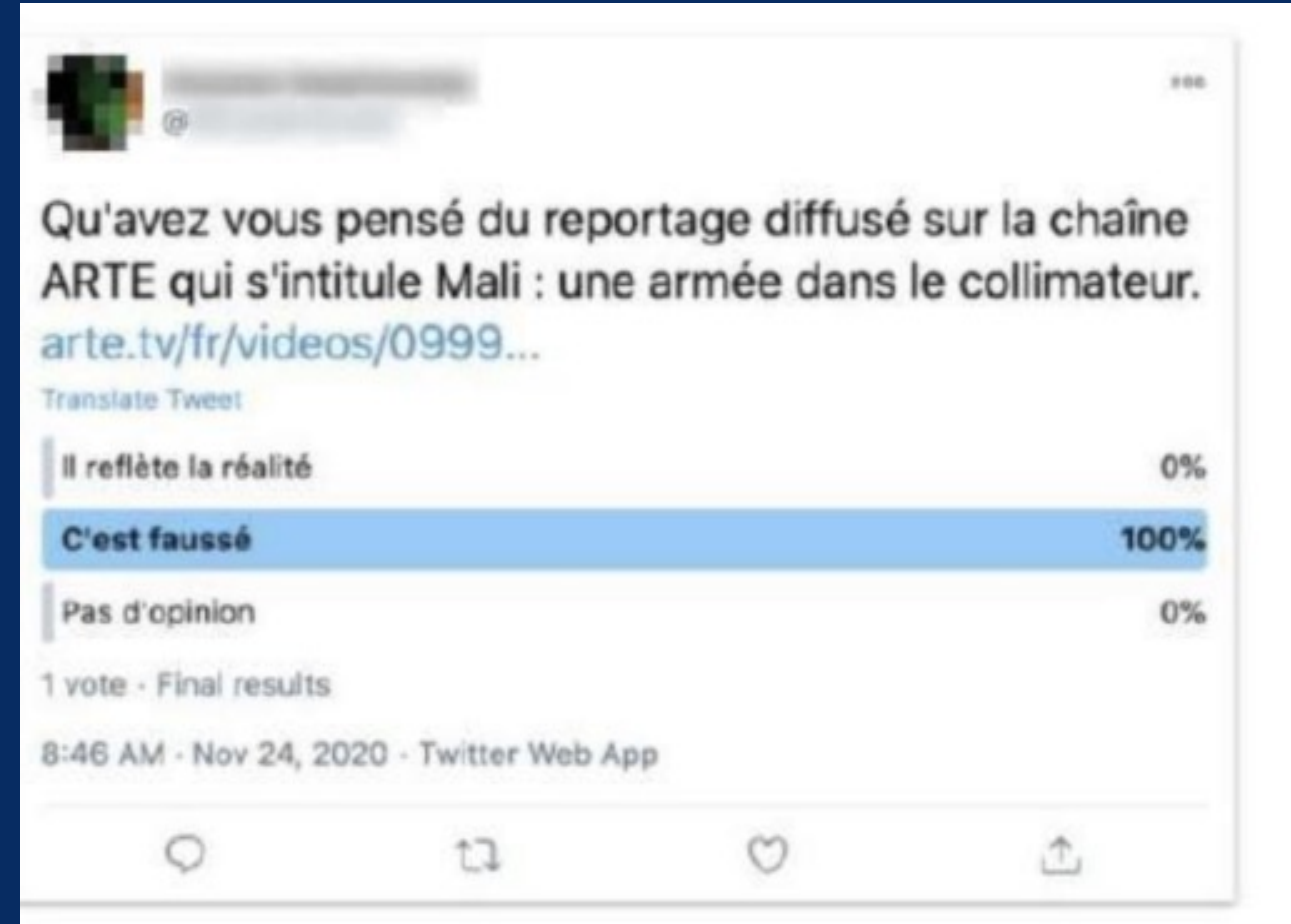 @
Qu'avez vous pensé du reportage diffusé sur la chaîne
ARTE qui s'intitule Mali : une armée dans le collimateur.
arte.tv/fr/videos/0999...
Translate Tweet
Il reflète la réalité 0%
C'est faussé 100%
Pas d'opinion 0%
1 vote · Final results
8:46 AM · Nov 24, 2020 · Twitter Web App